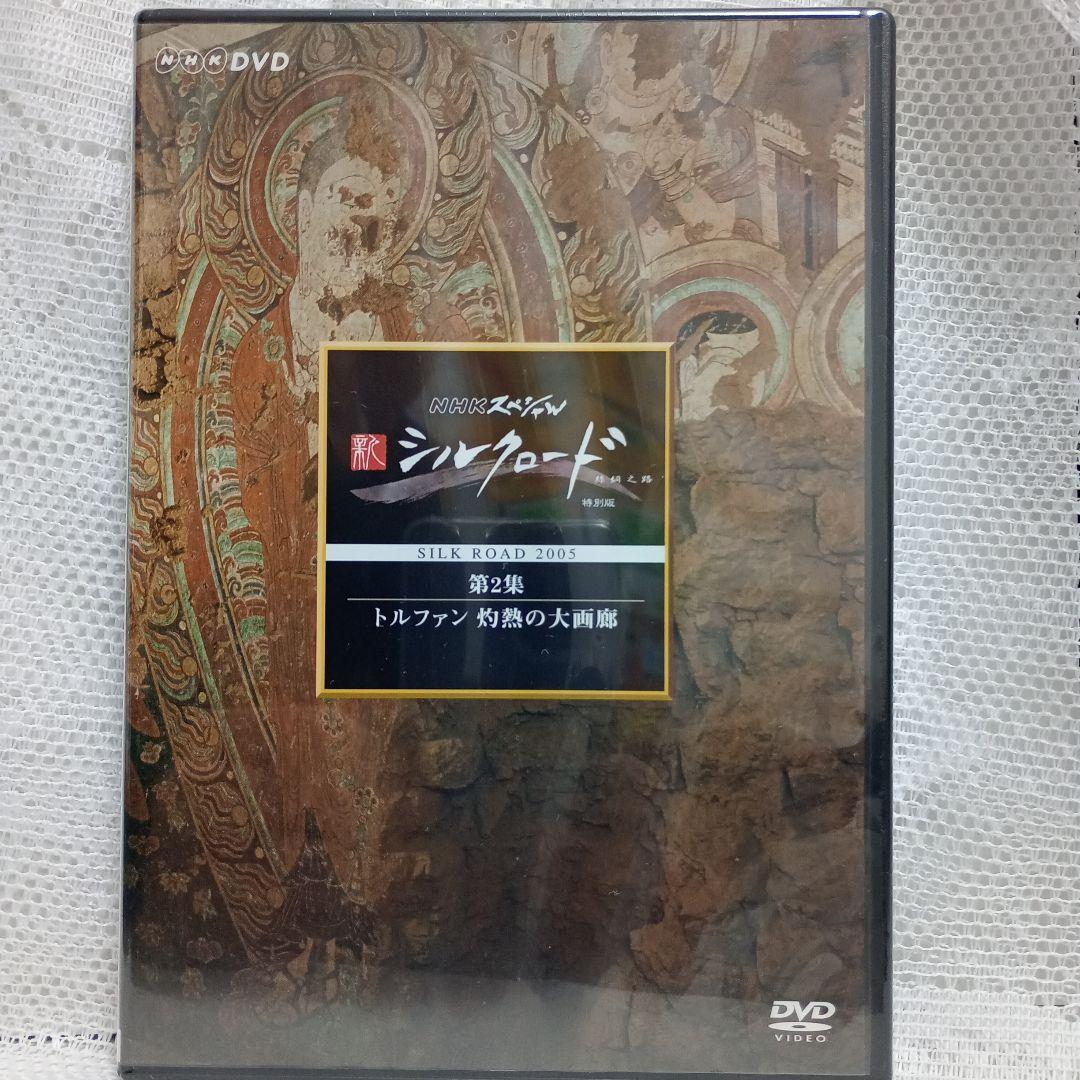 NHK DVD
NHKスペシャル
新
シルクロード
絲綢之路
特別版
SILK ROAD 2005
第2集
トルファン 灼熱の大画廊
DVD
VIDEO